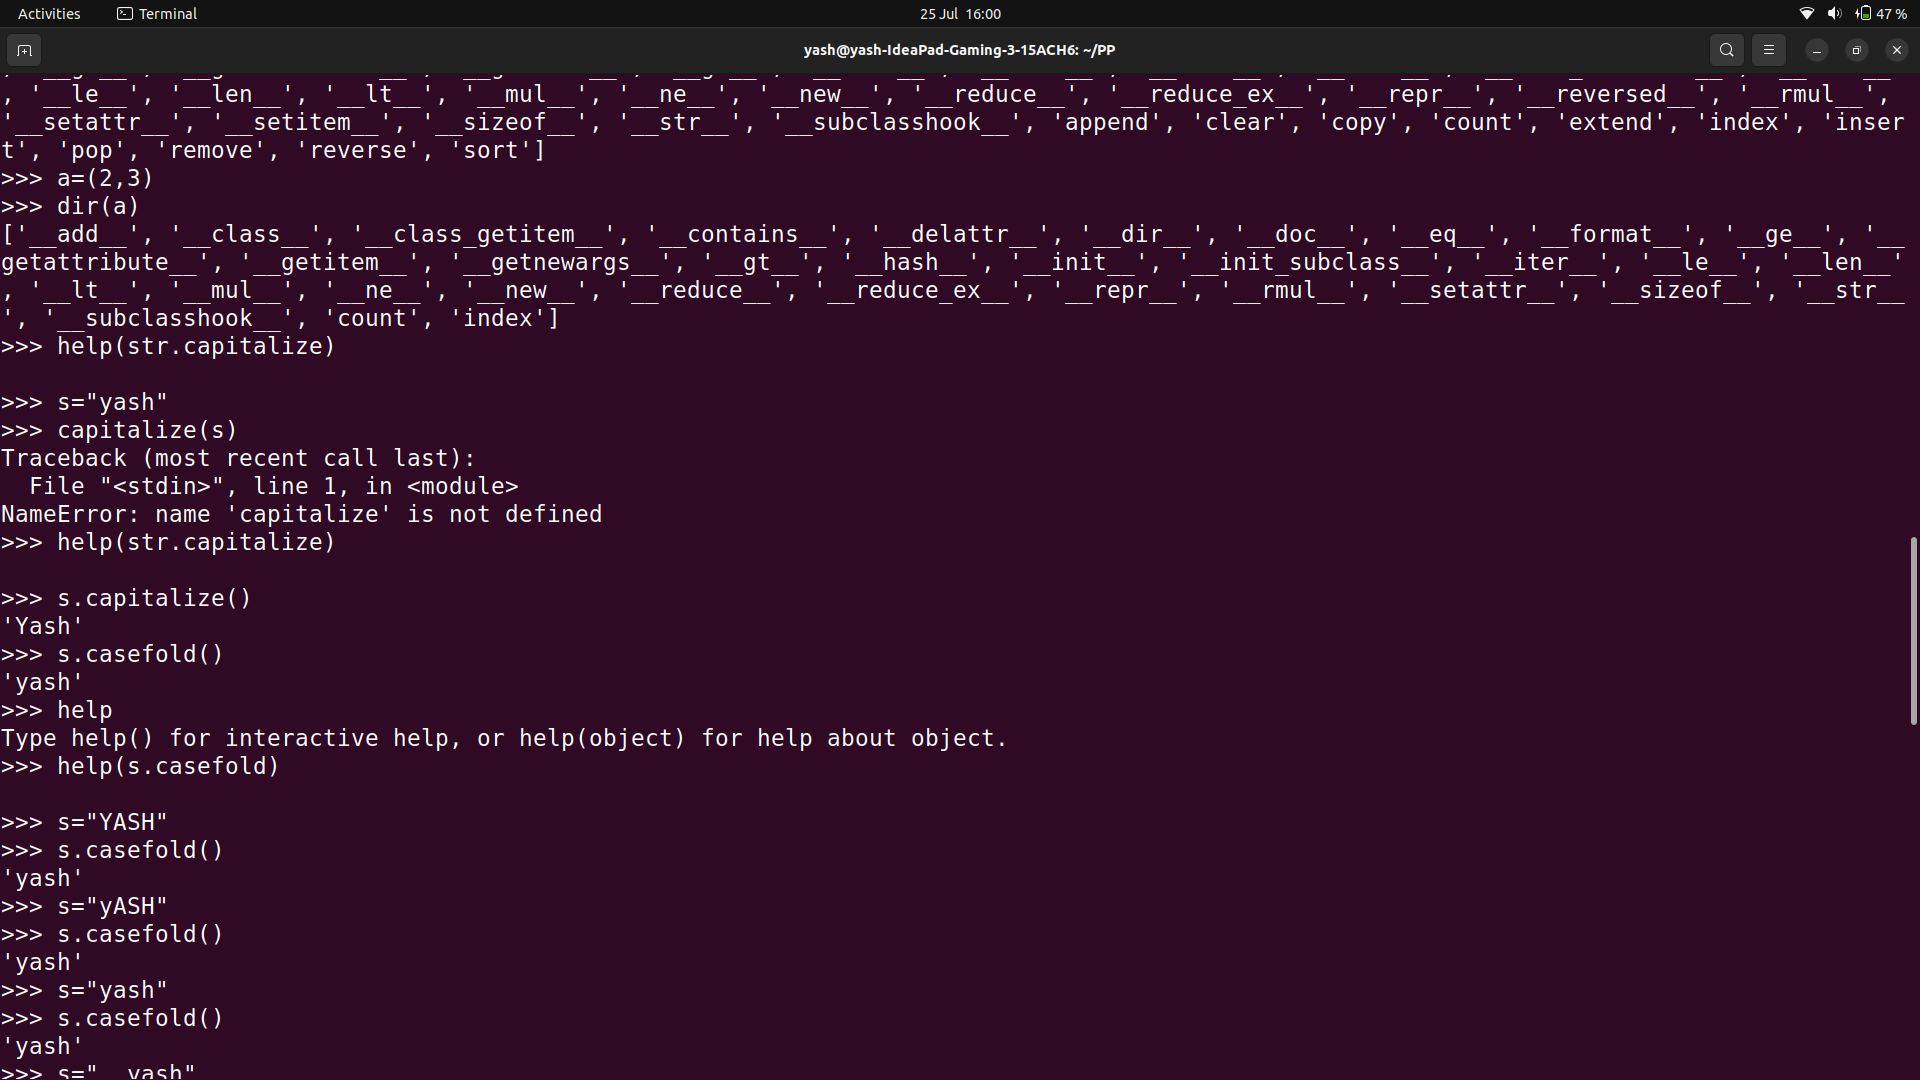 Activities Terminal 25 Jul 16:00 47 %
yash@yash-IdeaPad-Gaming-3-15ACH6: ~/PP
, '__le__', '__len__', '__lt__', '__mul__', '__ne__', '__new__', '__reduce__', '__reduce_ex__', '__repr__', '__reversed__', '__rmul__',
'__setattr__', '__setitem__', '__sizeof__', '__str__', '__subclasshook__', 'append', 'clear', 'copy', 'count', 'extend', 'index', 'inser
t', 'pop', 'remove', 'reverse', 'sort']
>>> a=(2,3)
>>> dir(a)
['__add__', '__class__', '__class_getitem__', '__contains__', '__delattr__', '__dir__', '__doc__', '__eq__', '__format__', '__ge__', '__
getattribute__', '__getitem__', '__getnewargs__', '__gt__', '__hash__', '__init__', '__init_subclass__', '__iter__', '__le__', '__len__'
, '__lt__', '__mul__', '__ne__', '__new__', '__reduce__', '__reduce_ex__', '__repr__', '__rmul__', '__setattr__', '__sizeof__', '__str__
', '__subclasshook__', 'count', 'index']
>>> help(str.capitalize)
>>> s="yash"
>>> capitalize(s)
Traceback (most recent call last):
  File "<stdin>", line 1, in <module>
NameError: name 'capitalize' is not defined
>>> help(str.capitalize)
>>> s.capitalize()
'Yash'
>>> s.casefold()
'yash'
>>> help
Type help() for interactive help, or help(object) for help about object.
>>> help(s.casefold)
>>> s="YASH"
>>> s.casefold()
'yash'
>>> s="yASH"
>>> s.casefold()
'yash'
>>> s="yash"
>>> s.casefold()
'yash'
>>> s="  yash"